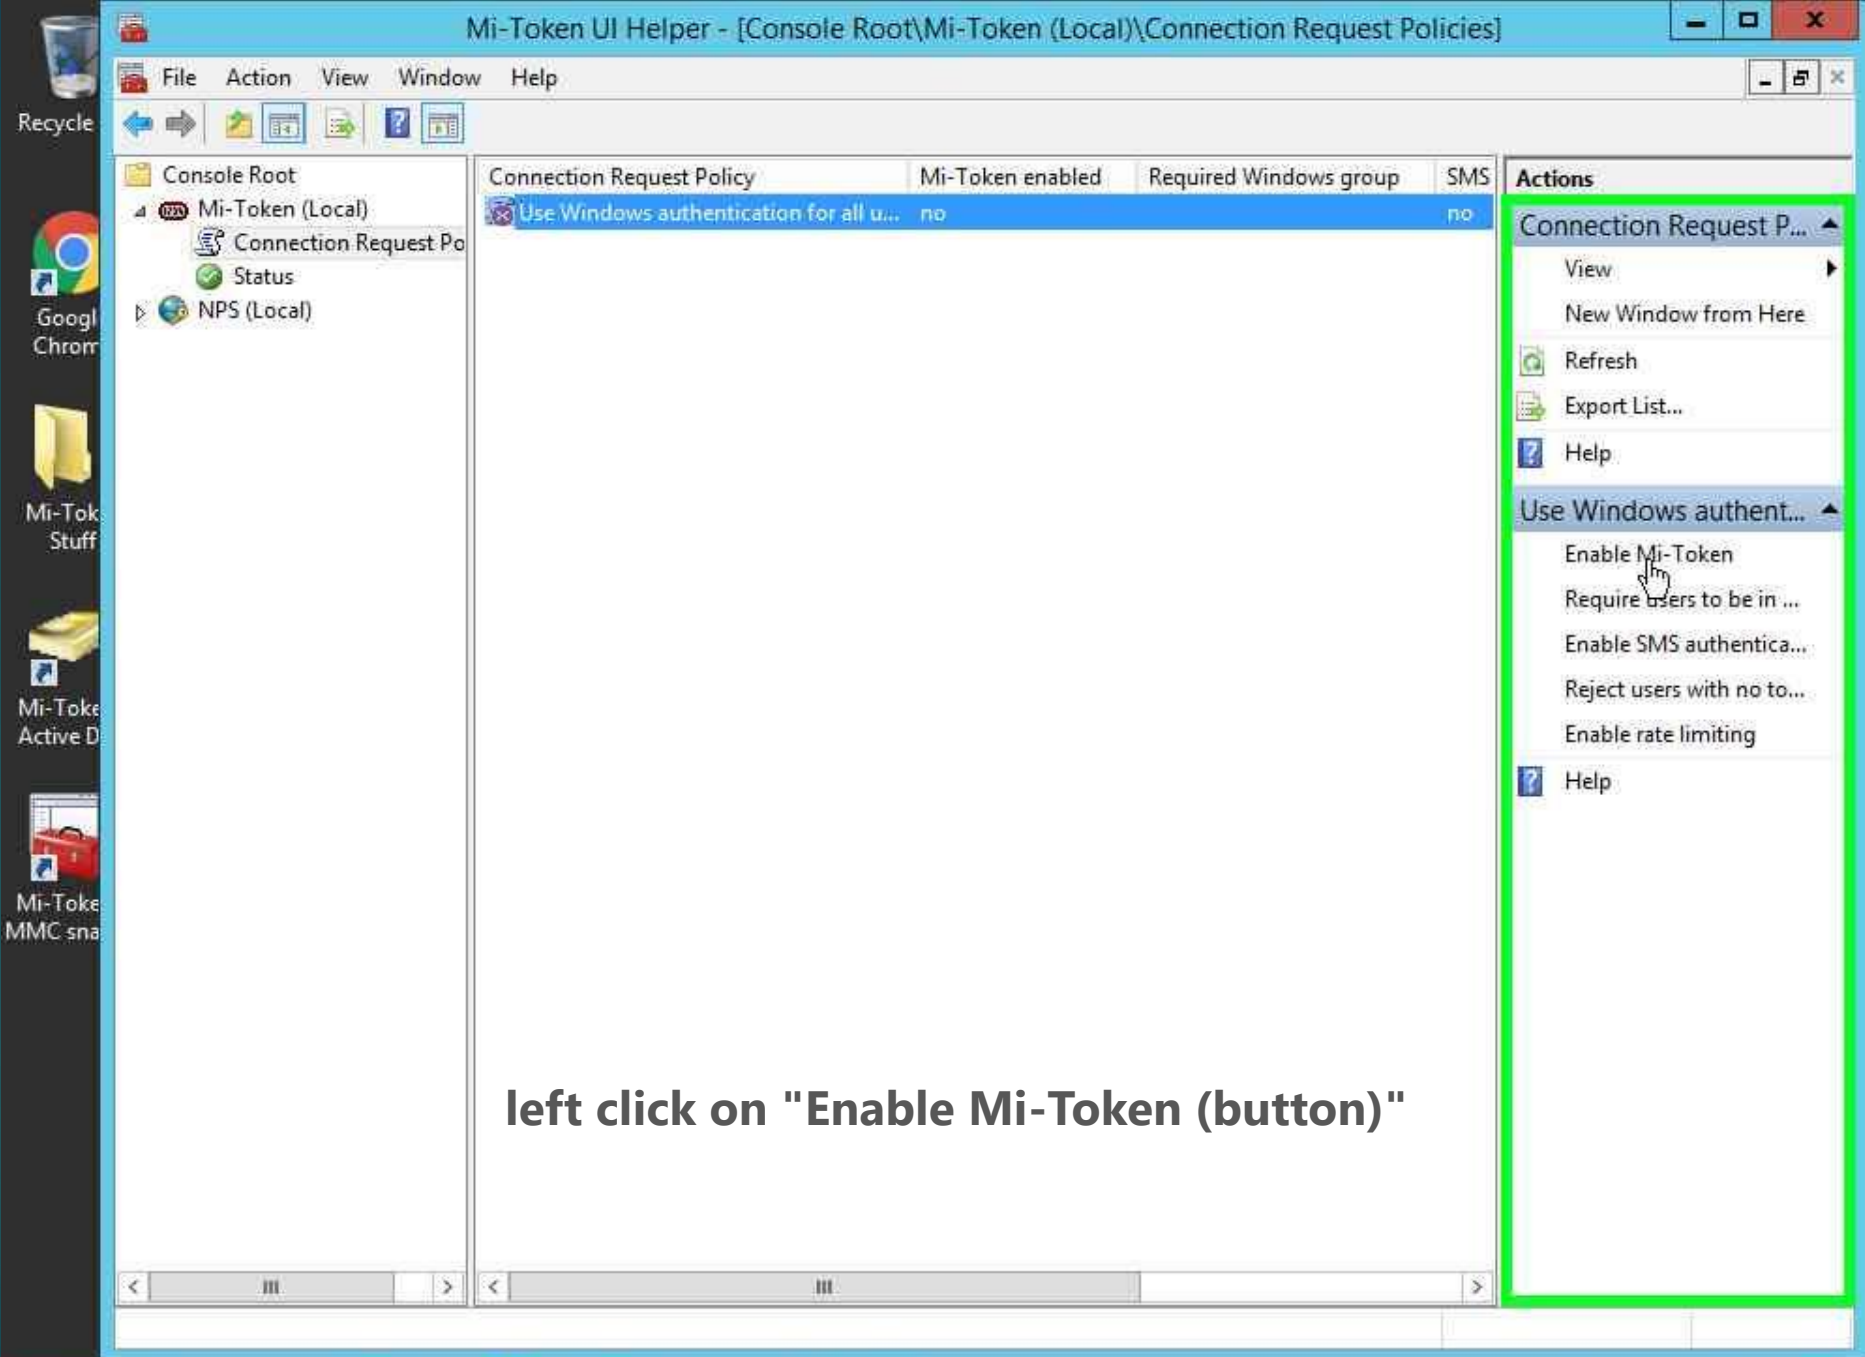 Mi-Token UI Helper - [Console Root\Mi-Token (Local)\Connection Request Policies]
File Action View Window Help
Recycle
Console Root
Mi-Token (Local)
Connection Request Po
Status
NPS (Local)
Connection Request Policy Mi-Token enabled Required Windows group SMS
Use Windows authentication for all u... no no
Actions
Connection Request P...
View
New Window from Here
Refresh
Export List...
Help
Use Windows authent...
Enable Mi-Token
Require users to be in ...
Enable SMS authentica...
Reject users with no to...
Enable rate limiting
Help
Googl
Chrom
Mi-Tok
Stuff
Mi-Toke
Active D
Mi-Toke
MMC sna
left click on "Enable Mi-Token (button)"